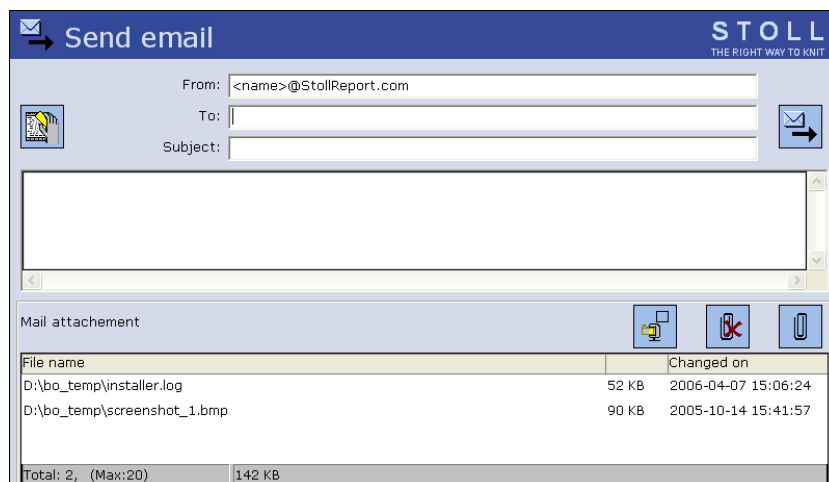 Send email
STOLL
THE RIGHT WAY TO KNIT
From: <name>@StollReport.com
To:
Subject:
Mail attachement
File name Changed on
D:\bo_temp\installer.log 52 KB 2006-04-07 15:06:24
D:\bo_temp\screenshot_1.bmp 90 KB 2005-10-14 15:41:57
Total: 2, (Max:20) 142 KB